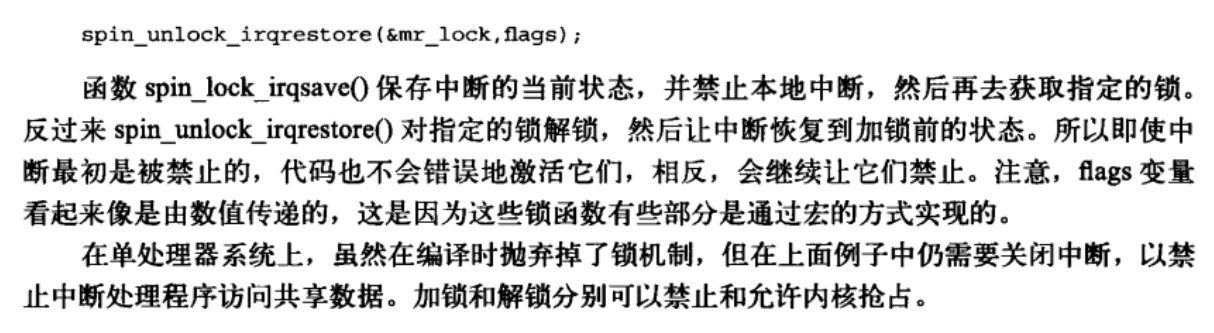 spin_unlock_irqrestore(&mr_lock,flags);
函数 spin_lock_irqsave() 保存中断的当前状态，并禁止本地中断，然后再去获取指定的锁。
反过来 spin_unlock_irqrestore() 对指定的锁解锁，然后让中断恢复到加锁前的状态。所以即使中
断最初是被禁止的，代码也不会错误地激活它们，相反，会继续让它们禁止。注意，flags 变量
看起来像是由数值传递的，这是因为这些锁函数有些部分是通过宏的方式实现的。
在单处理器系统上，虽然在编译时抛弃掉了锁机制，但在上面例子中仍需要关闭中断，以禁
止中断处理程序访问共享数据。加锁和解锁分别可以禁止和允许内核抢占。